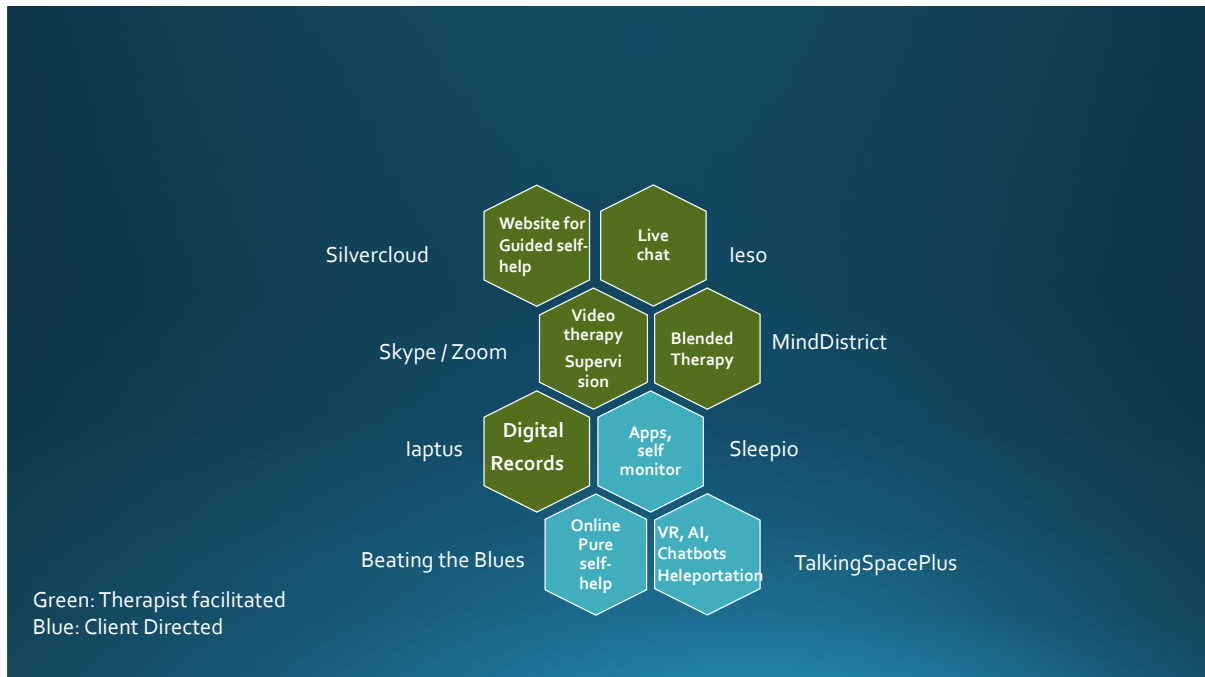 Website for
Guided self-
help
Live
chat
Silvercloud
Ieso
Video
therapy
Supervi
sion
Blended
Therapy
Skype / Zoom
MindDistrict
Digital
Records
Apps,
self
monitor
Iaptus
Sleepio
Online
Pure
self-
help
VR, AI,
Chatbots
Heleportation
Beating the Blues
TalkingSpacePlus
Green: Therapist facilitated
Blue: Client Directed